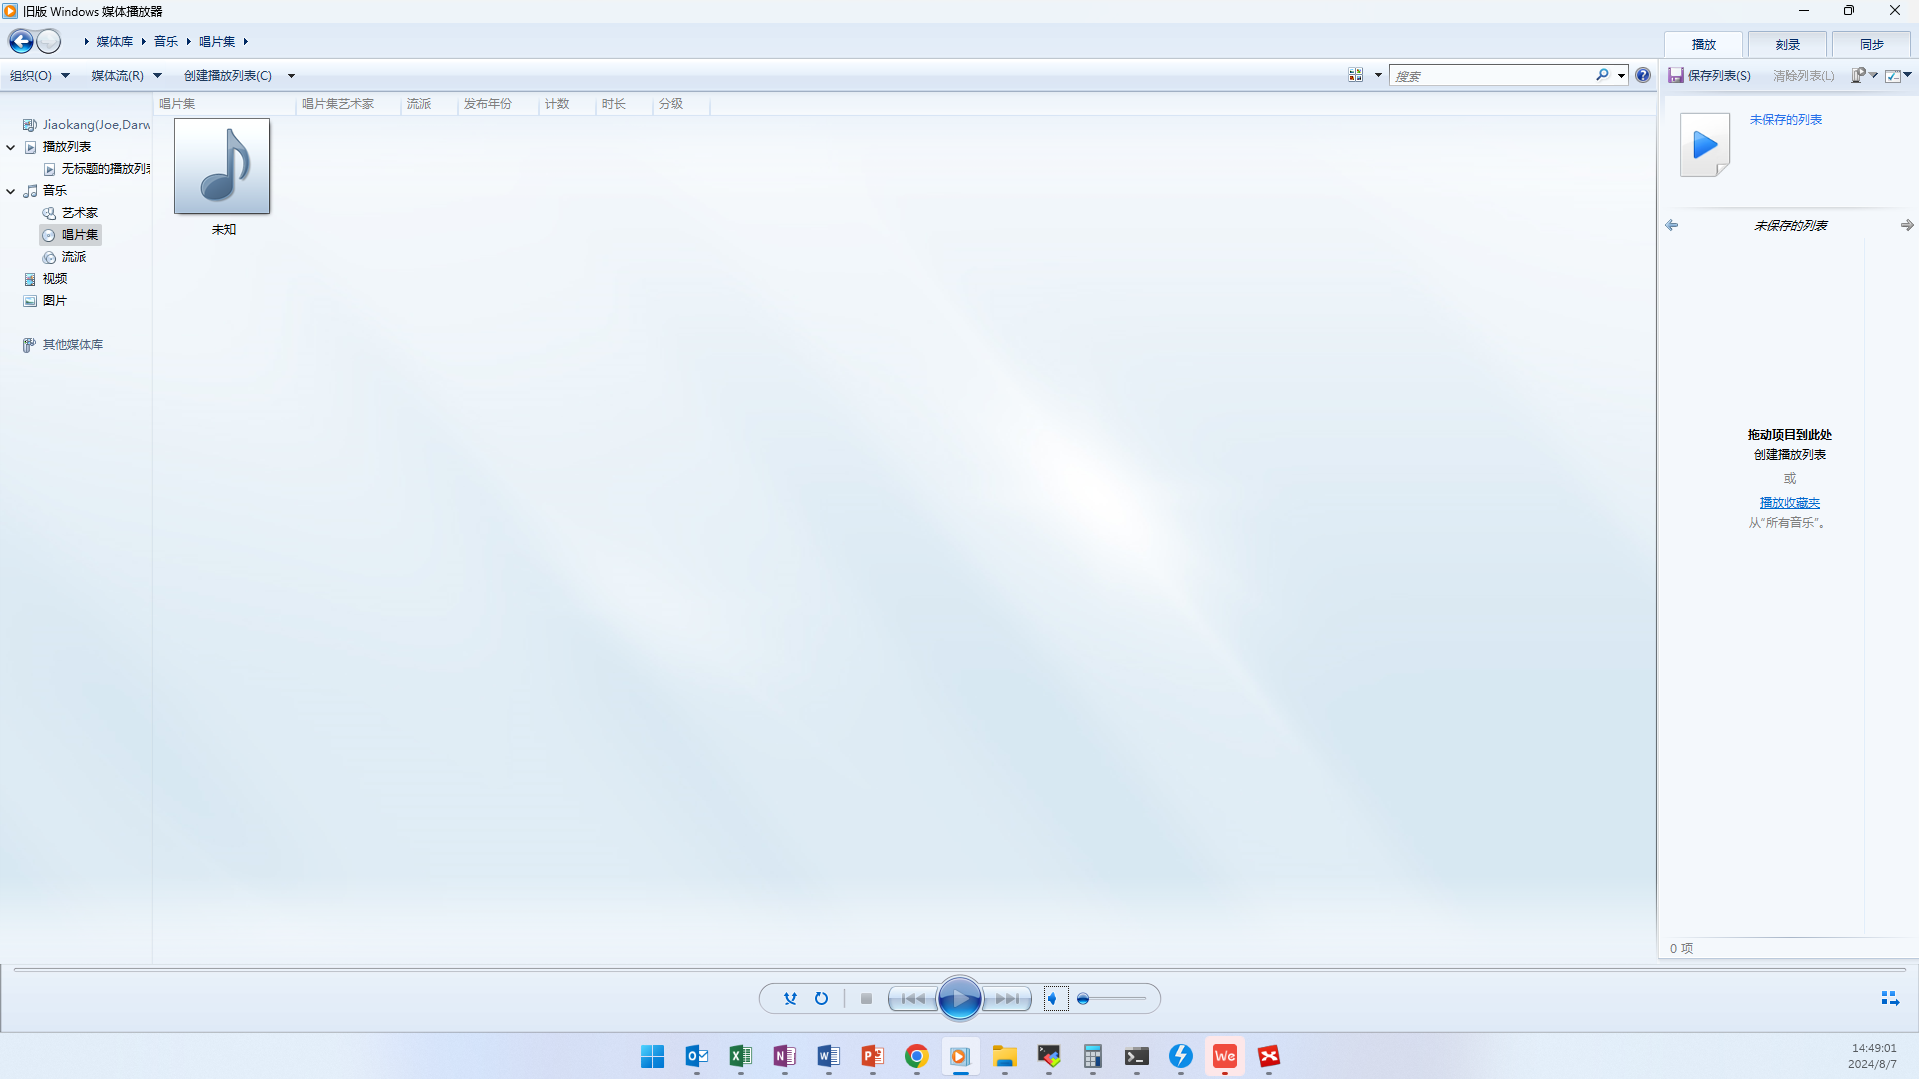 旧版 Windows 媒体播放器
媒体库 音乐 唱片集
播放 刻录 同步
组织(O) 媒体流(R) 创建播放列表(C)
搜索
保存列表(S) 清除列表(L)
唱片集 唱片集艺术家 流派 发布年份 计数 时长 分级
Jiaokang(Joe,Darw
播放列表
无标题的播放列表
音乐
艺术家
唱片集
流派
视频
图片
其他媒体库
未知
未保存的列表
未保存的列表
拖动项目到此处
创建播放列表
或
播放收藏夹
从“所有音乐”。
0 项
We
14:49:01
2024/8/7